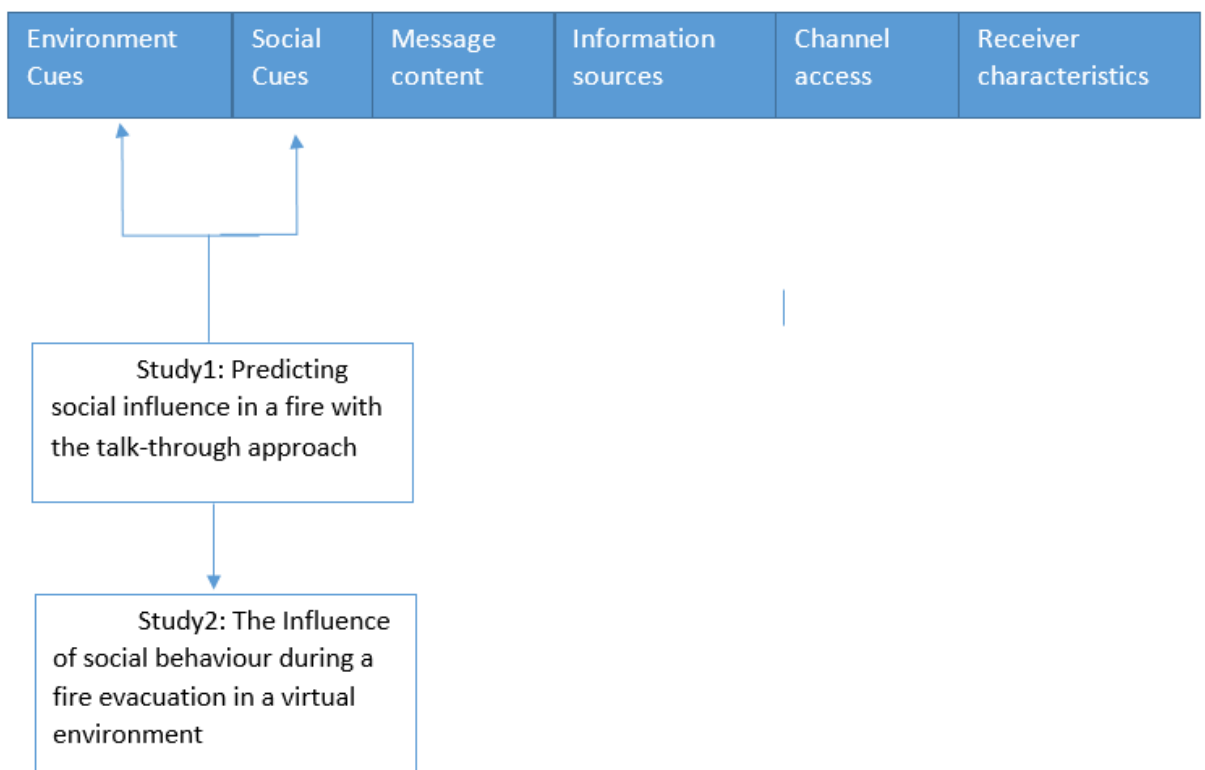 Environment Cues
Social Cues
Message content
Information sources
Channel access
Receiver characteristics
Study1: Predicting
social influence in a fire with
the talk-through approach
Study2: The Influence
of social behaviour during a
fire evacuation in a virtual
environment